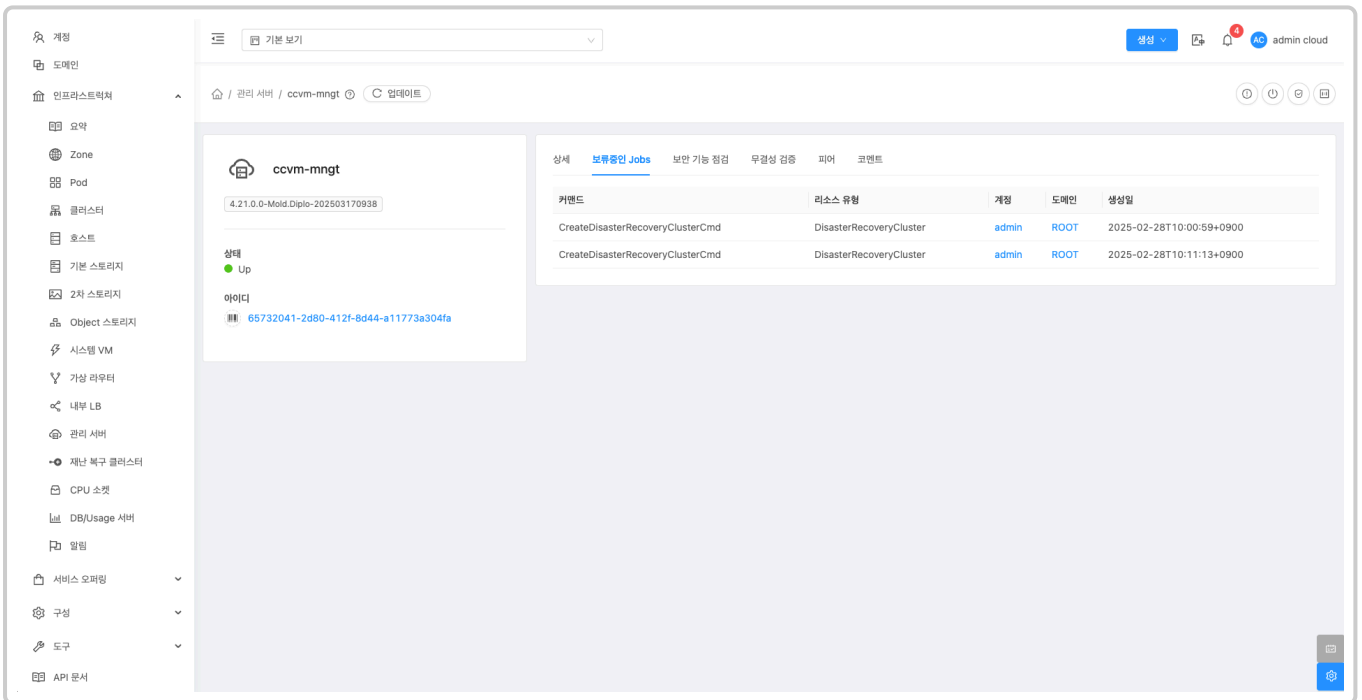 계정
도메인
인프라스트럭쳐
요약
Zone
Pod
클러스터
호스트
기본 스토리지
2차 스토리지
Object 스토리지
시스템 VM
가상 라우터
내부 LB
관리 서버
재난 복구 클러스터
CPU 소켓
DB/Usage 서버
알림
서비스 오퍼링
구성
도구
API 문서
기본 보기
생성
4
AC admin cloud
/ 관리 서버 / ccvm-mngt 업데이트
ccvm-mngt
4.21.0.0-Mold.Diplo-202503170938
상태
Up
아이디
65732041-2d80-412f-8d44-a11773a304fa
상세 보류중인 Jobs 보안 기능 점검 무결성 검증 피어 코멘트
커맨드 리소스 유형 계정 도메인 생성일
CreateDisasterRecoveryClusterCmd DisasterRecoveryCluster admin ROOT 2025-02-28T10:00:59+0900
CreateDisasterRecoveryClusterCmd DisasterRecoveryCluster admin ROOT 2025-02-28T10:11:13+0900